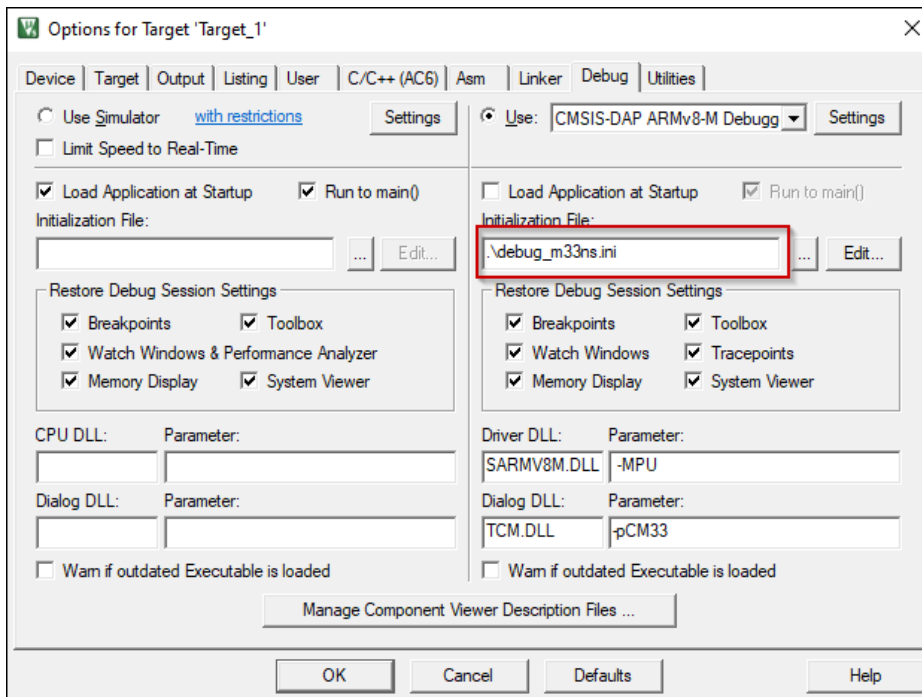 Options for Target 'Target_1'
Device Target Output Listing User C/C++ (AC6) Asm Linker Debug Utilities
Use Simulator with restrictions Settings
Limit Speed to Real-Time
Load Application at Startup Run to main()
Initialization File:
... Edit...
Restore Debug Session Settings
Breakpoints Toolbox
Watch Windows & Performance Analyzer
Memory Display System Viewer
CPU DLL: Parameter:
Dialog DLL: Parameter:
Warn if outdated Executable is loaded
Use: CMSIS-DAP ARMv8-M Debugg Settings
Load Application at Startup Run to main()
Initialization File:
.\debug_m33ns.ini ... Edit...
Restore Debug Session Settings
Breakpoints Toolbox
Watch Windows Tracepoints
Memory Display System Viewer
Driver DLL: Parameter:
SARMV8M.DLL -MPU
Dialog DLL: Parameter:
TCM.DLL -pCM33
Warn if outdated Executable is loaded
Manage Component Viewer Description Files ...
OK Cancel Defaults Help